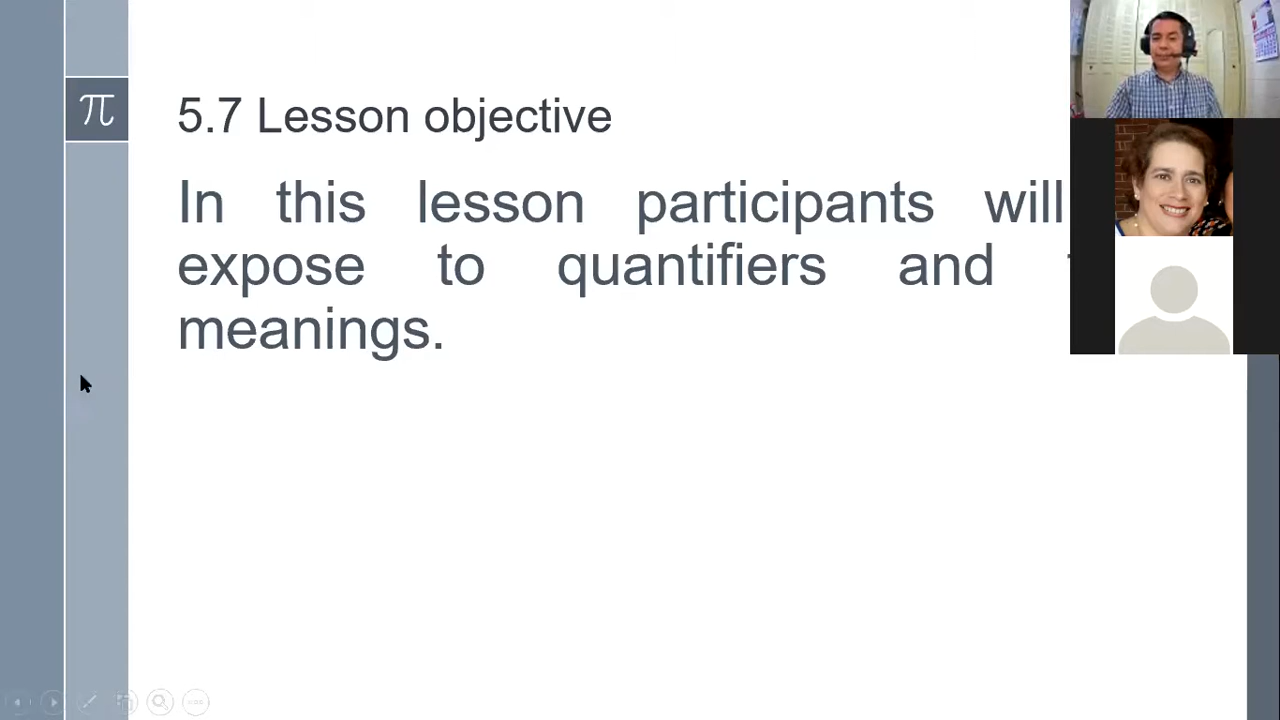 π
5.7 Lesson objective
In this lesson participants will
expose to quantifiers and
meanings.